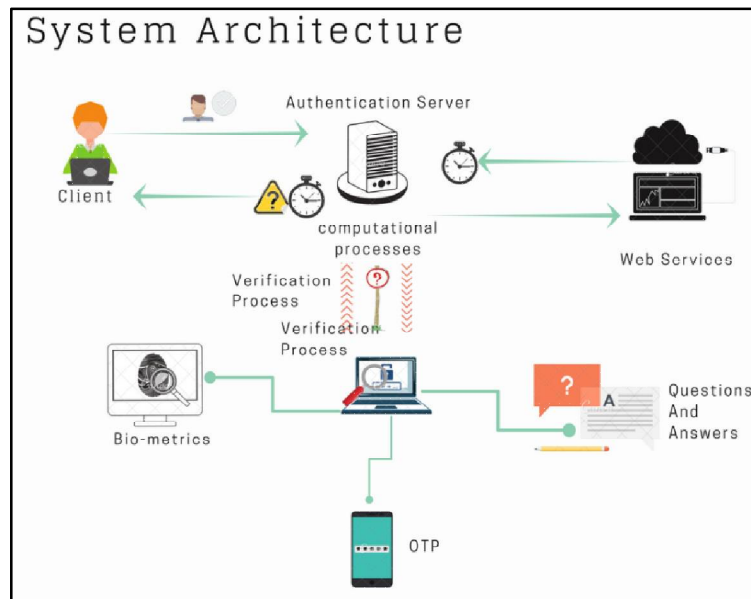 System Architecture
Authentication Server
Client
?
computational
processes
Web Services
Verification
Process
?
Verification
Process
?
A
Questions
And
Answers
Bio-metrics
OTP